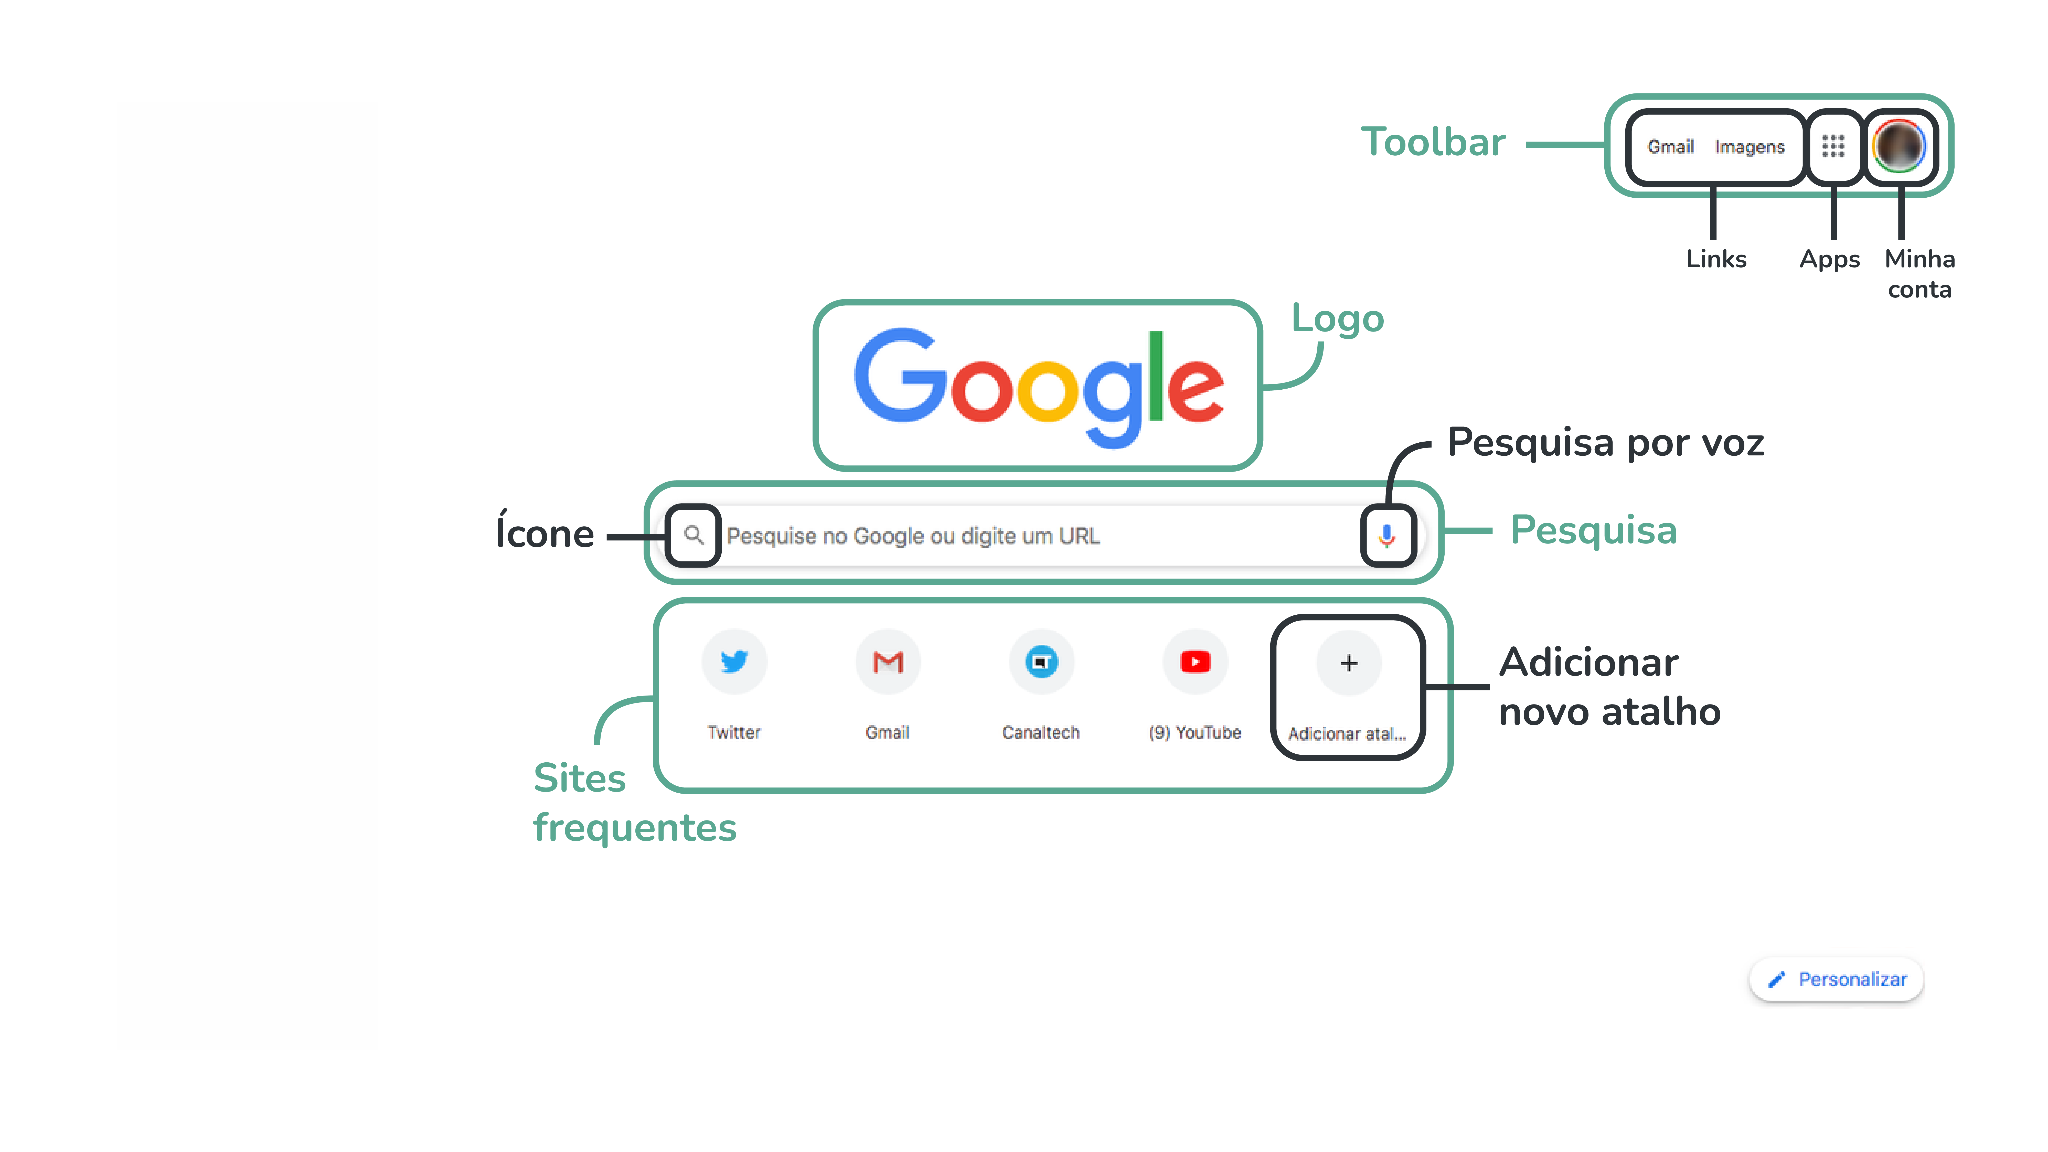 Toolbar
Gmail Imagens
Links Apps Minha conta
Logo
Google
Pesquisa por voz
Ícone
Pesquise no Google ou digite um URL
Pesquisa
Twitter
Gmail
Canaltech
(9) YouTube
Adicionar atal...
Adicionar
novo atalho
Sites
frequentes
Personalizar